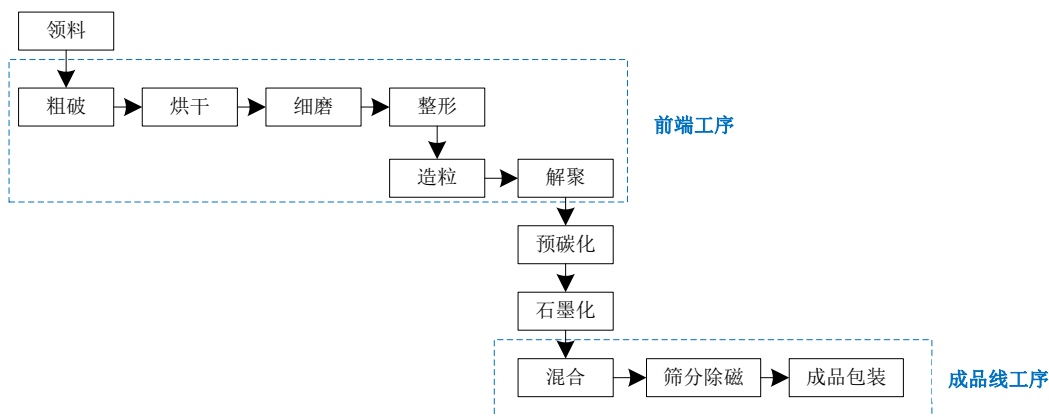 领料
粗破
烘干
细磨
整形
前端工序
造粒
解聚
预碳化
石墨化
混合
筛分除磁
成品包装
成品线工序